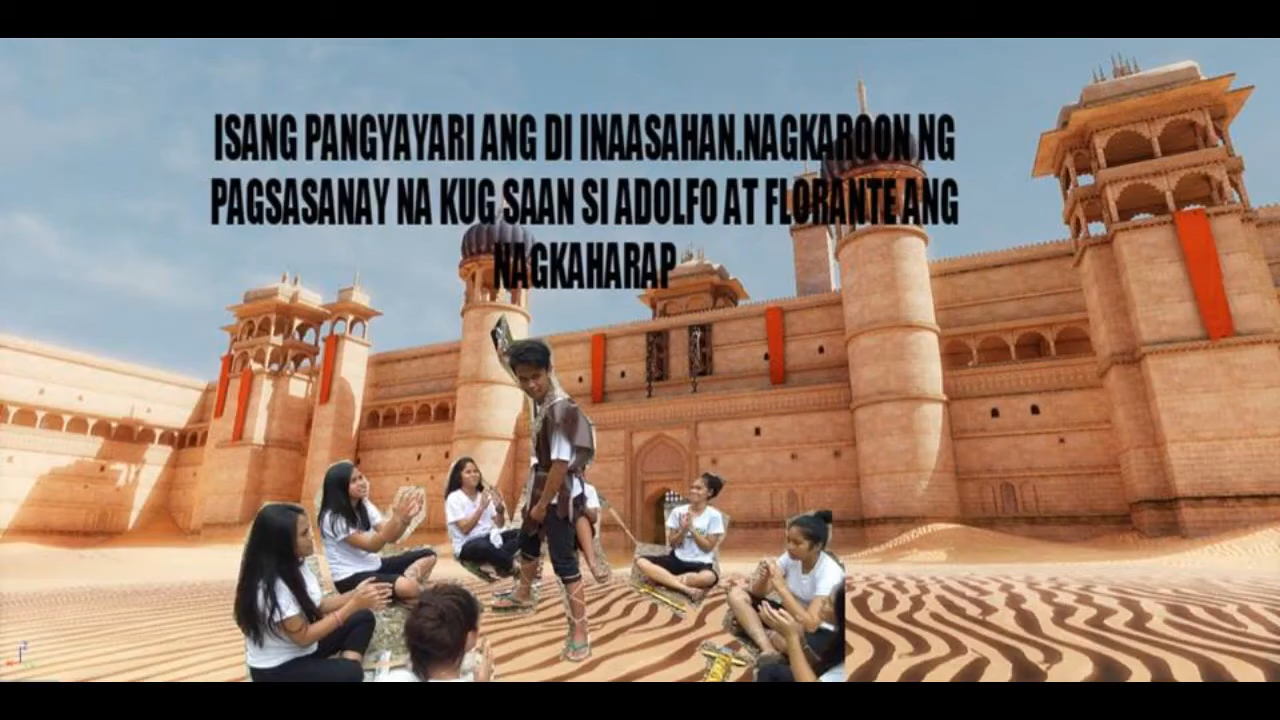 ISANG PANGYAYARI ANG DI INAASAHAN.NAGKAROON NG
PAGSASANAY NA KUG SAAN SI ADOLFO AT FLORANTE ANG
NAGKAHARAP